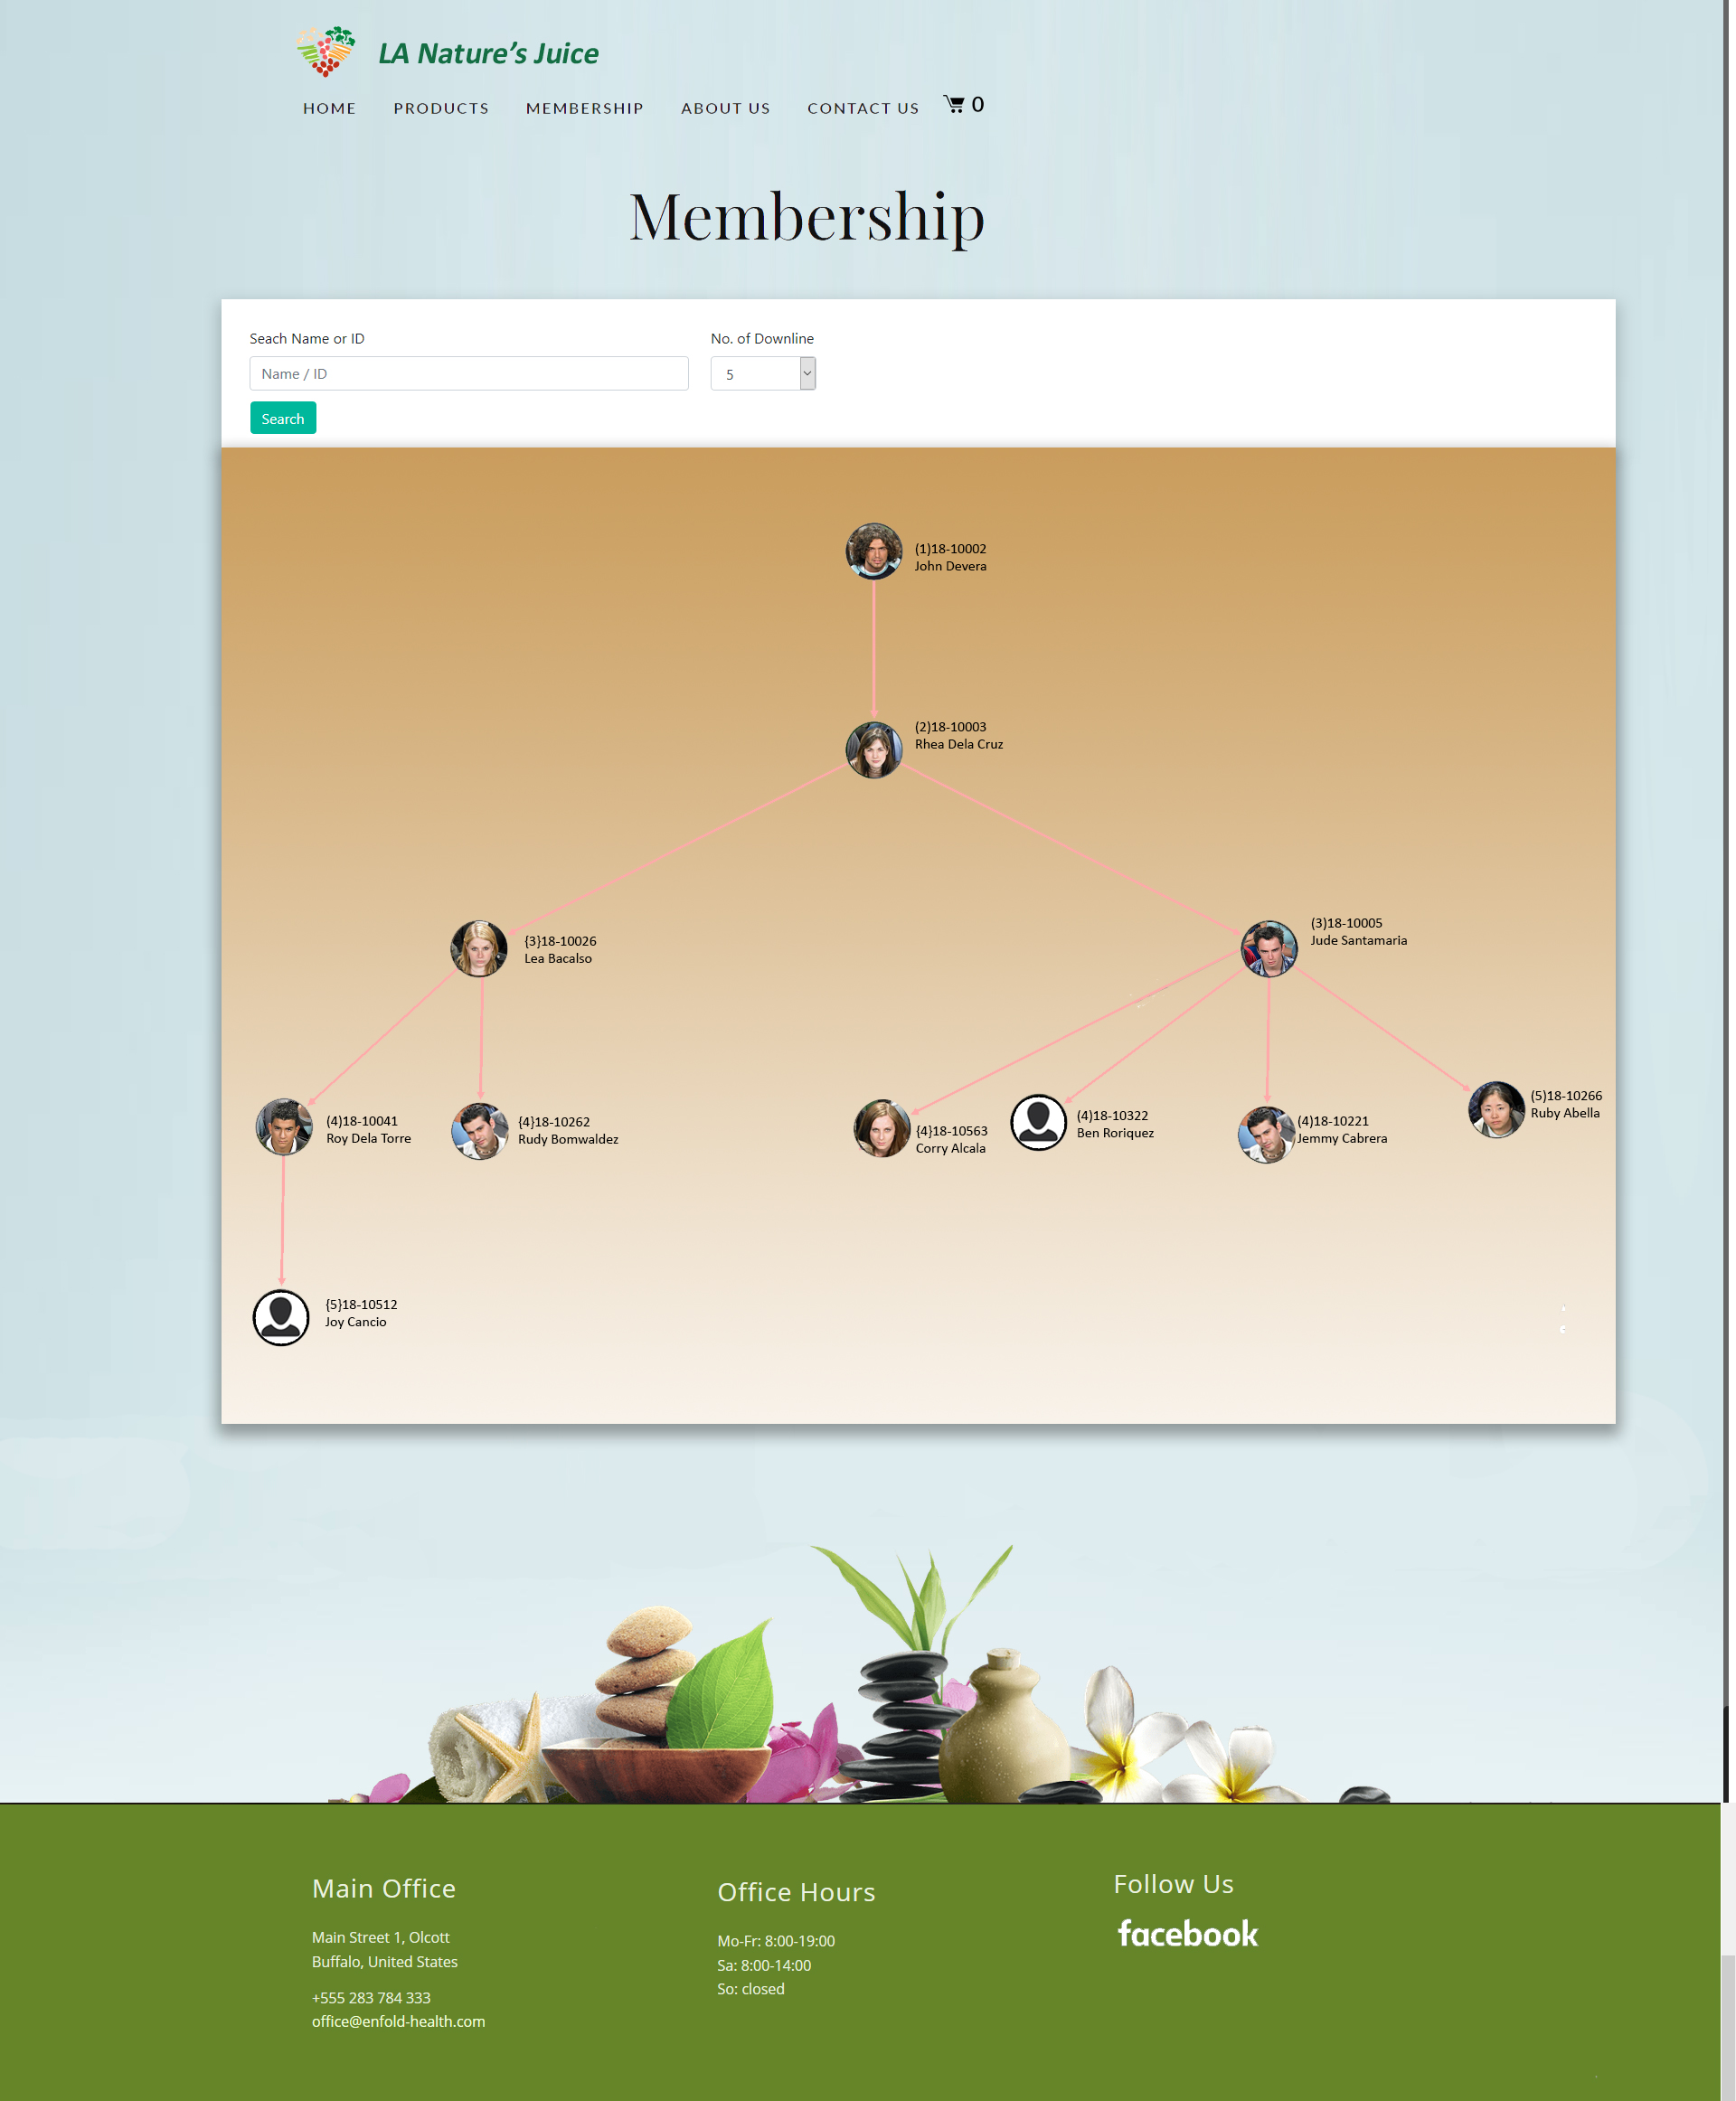 LA Nature's Juice
HOME PRODUCTS MEMBERSHIP ABOUT US CONTACT US 0
Membership
Seach Name or ID
No. of Downline
Name / ID
5
Search
(1)18-10002
John Devera
(2)18-10003
Rhea Dela Cruz
{3}18-10026
Lea Bacalso
(3)18-10005
Jude Santamaria
(4)18-10041
Roy Dela Torre
{4}18-10262
Rudy Bomwaldez
{4}18-10563
Corry Alcala
(4)18-10322
Ben Roriquez
(4)18-10221
Jemmy Cabrera
(5)18-10266
Ruby Abella
{5}18-10512
Joy Cancio
Main Office
Main Street 1, Olcott
Buffalo, United States
+555 283 784 333
office@enfold-health.com
Office Hours
Mo-Fr: 8:00-19:00
Sa: 8:00-14:00
So: closed
Follow Us
facebook